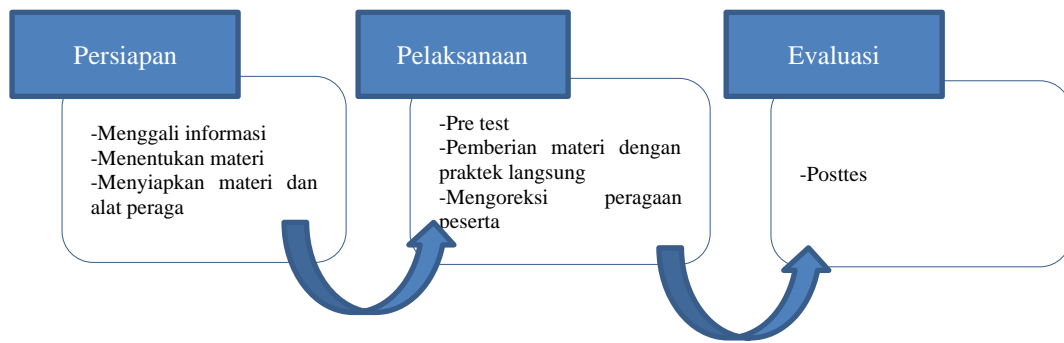 Persiapan
-Menggali informasi
-Menentukan materi
-Menyiapkan materi dan
alat peraga
Pelaksanaan
-Pre test
-Pemberian materi dengan
praktek langsung
-Mengoreksi peragaan
peserta
Evaluasi
-Posttes